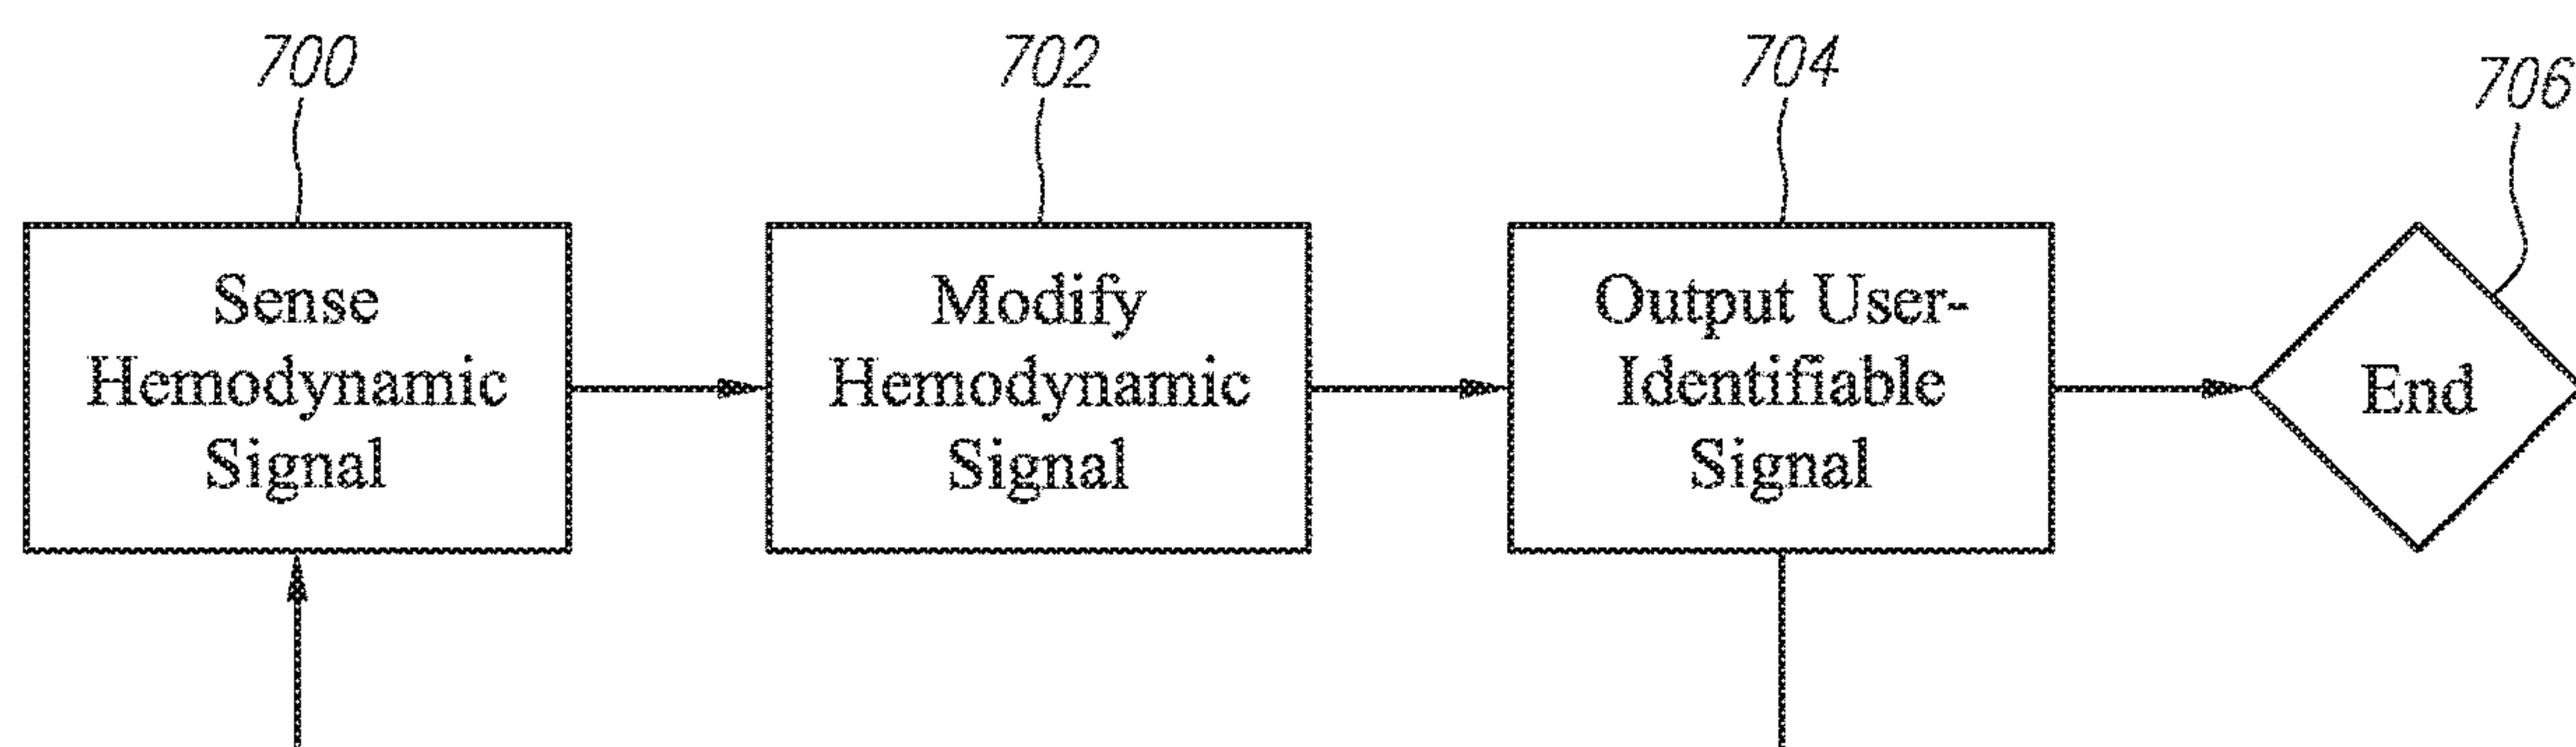 700
702
704
706
Sense
Hemodynamic
Signal
Modify
Hemodynamic
Signal
Output User-
Identifiable
Signal
End